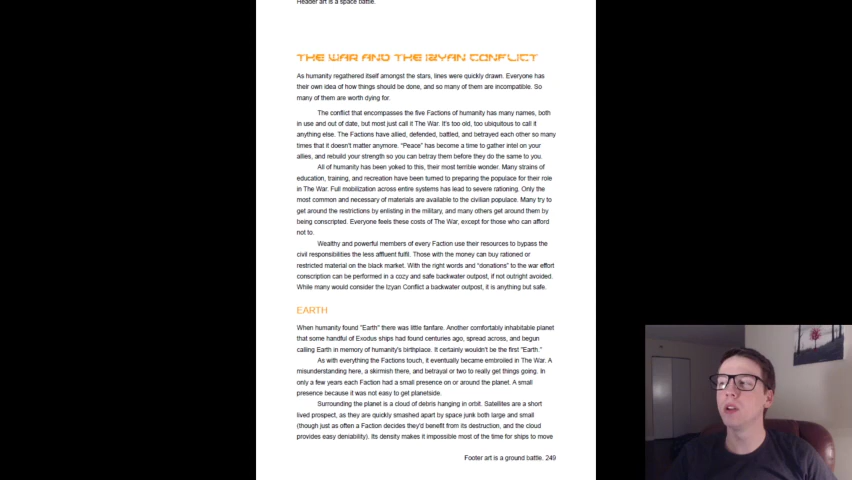 Header art is a space battle.
THE WAR AND THE IZYAN CONFLICT
As humanity regathered itself amongst the stars, lines were quickly drawn. Everyone has
their own idea of how things should be done, and so many of them are incompatible. So
many of them are worth dying for.
The conflict that encompasses the five Factions of humanity has many names, both
in use and out of date, but most just call it The War. It's too old, too ubiquitous to call it
anything else. The Factions have allied, defended, battled, and betrayed each other so many
times that it doesn't matter anymore. "Peace" has become a time to gather intel on your
allies, and rebuild your strength so you can betray them before they do the same to you.
All of humanity has been yoked to this, their most terrible wonder. Many strains of
education, training, and recreation have been turned to preparing the populace for their role
in The War. Full mobilization across entire systems has lead to severe rationing. Only the
most common and necessary of materials are available to the civilian populace. Many try to
get around the restrictions by enlisting in the military, and many others get around them by
being conscripted. Everyone feels these costs of The War, except for those who can afford
not to.
Wealthy and powerful members of every Faction use their resources to bypass the
civil responsibilities the less affluent fulfil. Those with the money can buy rationed or
restricted material on the black market. With the right words and "donations" to the war effort
conscription can be performed in a cozy and safe backwater outpost, if not outright avoided.
While many would consider the Izyan Conflict a backwater outpost, it is anything but safe.
EARTH
When humanity found "Earth" there was little fanfare. Another comfortably inhabitable planet
that some handful of Exodus ships had found centuries ago, spread across, and begun
calling Earth in memory of humanity's birthplace. It certainly wouldn't be the first "Earth."
As with everything the Factions touch, it eventually became embroiled in The War. A
misunderstanding here, a skirmish there, and betrayal or two to really get things going. In
only a few years each Faction had a small presence on or around the planet. A small
presence because it was not easy to get planetside.
Surrounding the planet is a cloud of debris hanging in orbit. Satellites are a short
lived prospect, as they are quickly smashed apart by space junk both large and small
(though just as often a Faction decides they'd benefit from its destruction, and the cloud
provides easy deniability). Its density makes it impossible most of the time for ships to move
Footer art is a ground battle. 249